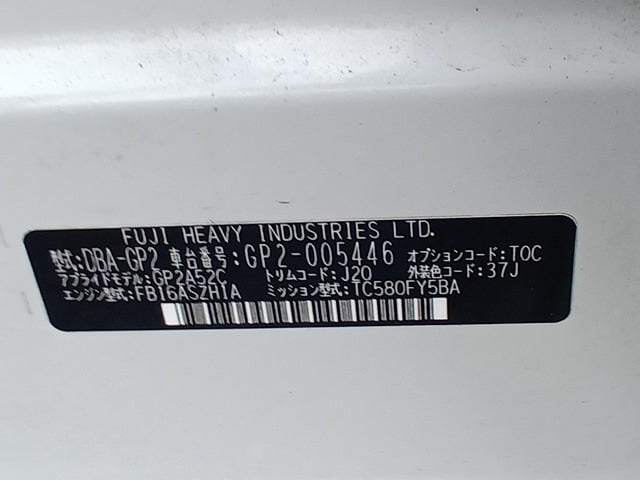 FUJI HEAVY INDUSTRIES LTD.
型式:DBA-GP2 車台番号:GP2-005446 オプションコード:TOC
アプライドモデル:GP2A52C トリムコード:J20 外装色コード:37J
エンジン型式:FB16ASZH1A ミッション型式:TC580FY5BA